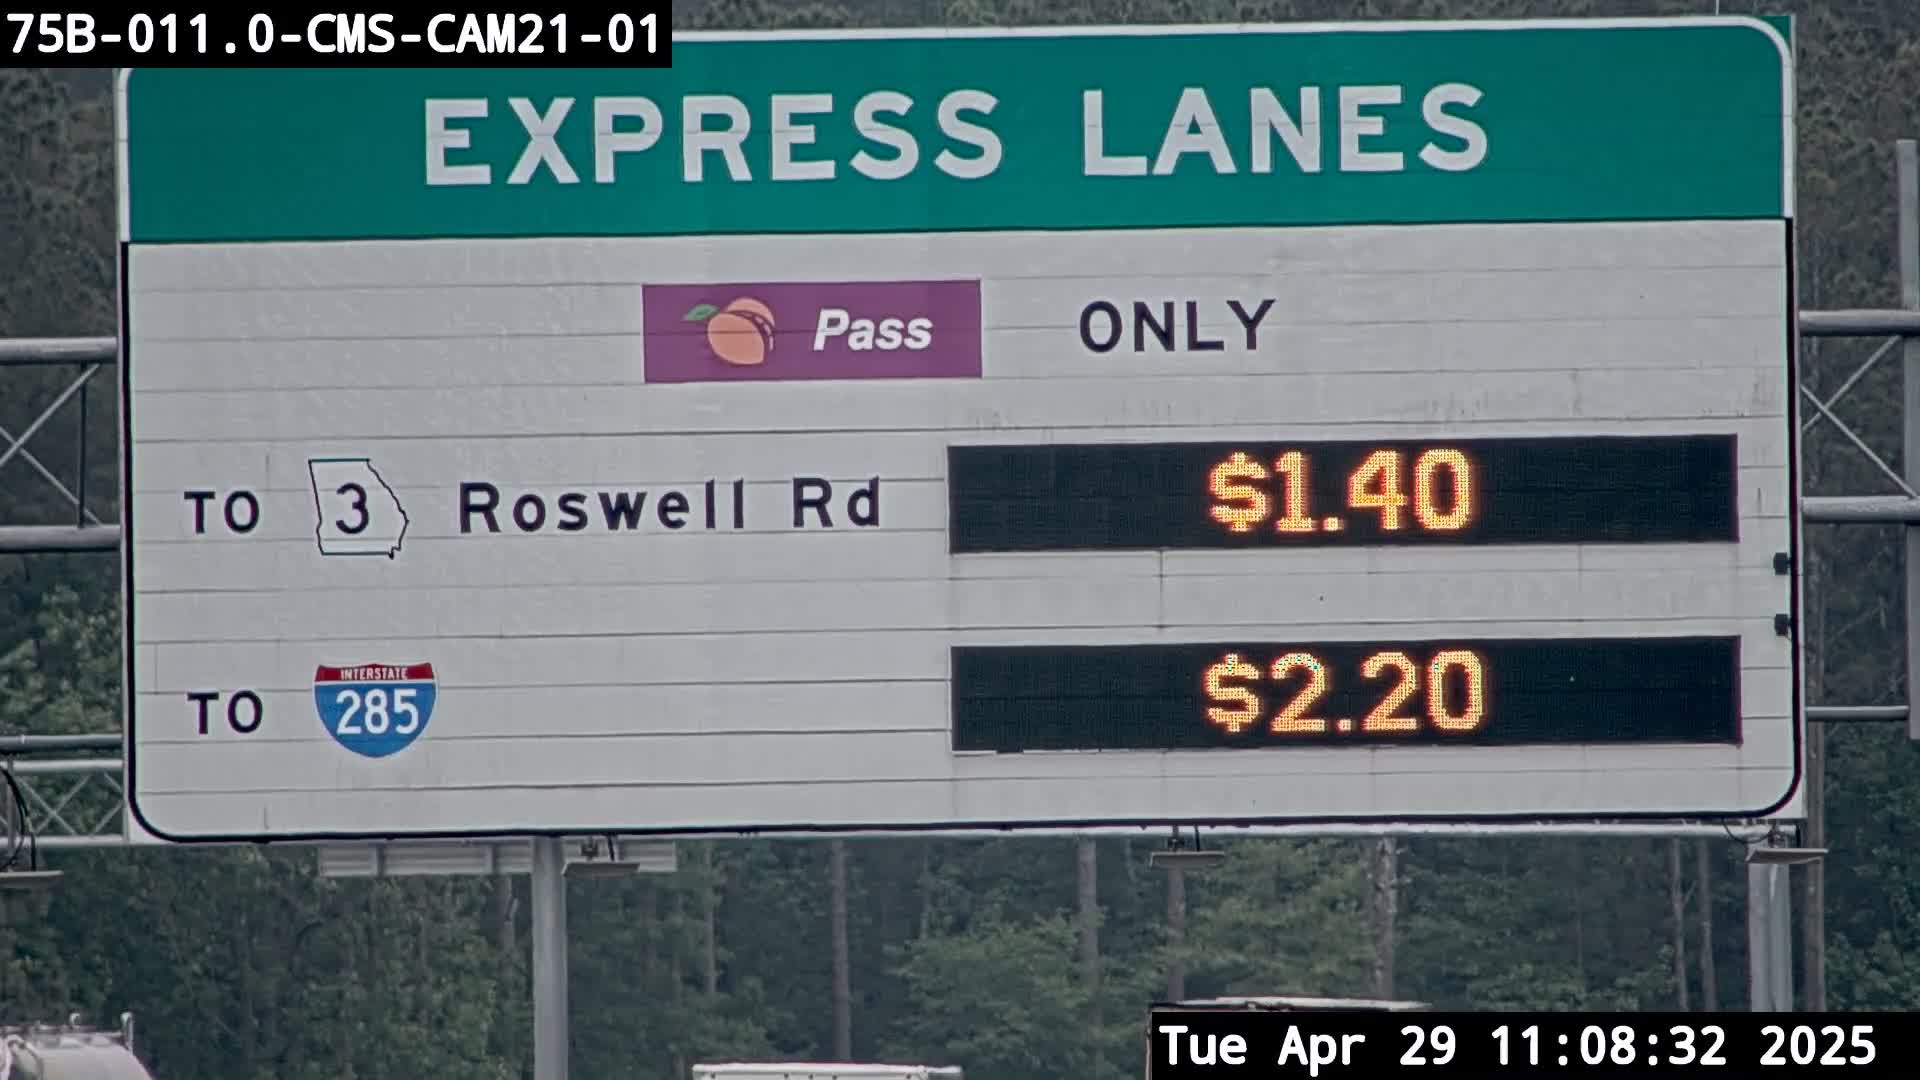 75B-011.0-CMS-CAM21-01
EXPRESS LANES
Pass ONLY
TO 3 Roswell Rd $1.40
INTERSTATE
TO 285 $2.20
Tue Apr 29 11:08:32 2025